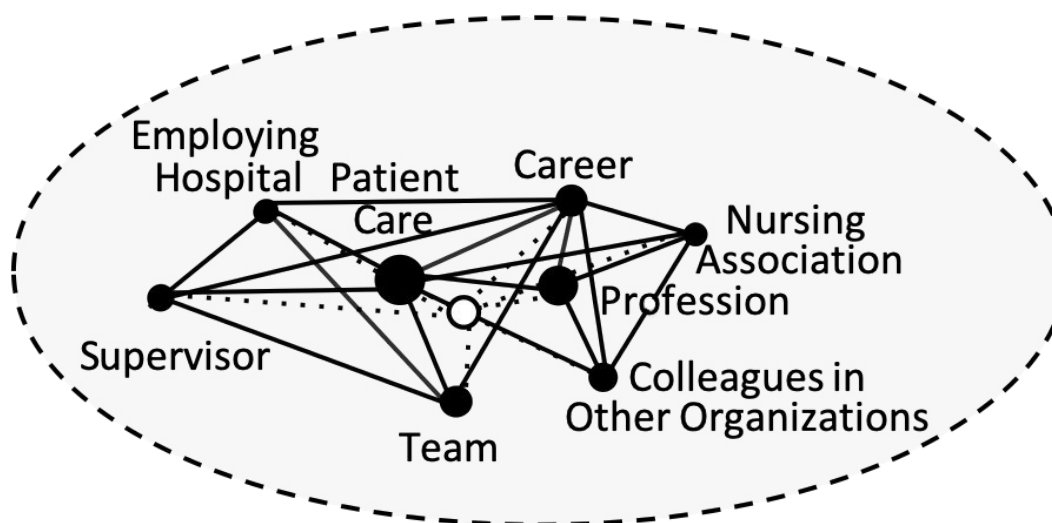 Employing
Hospital
Patient
Care
Career
Nursing
Association
Profession
Supervisor
Colleagues in
Other Organizations
Team